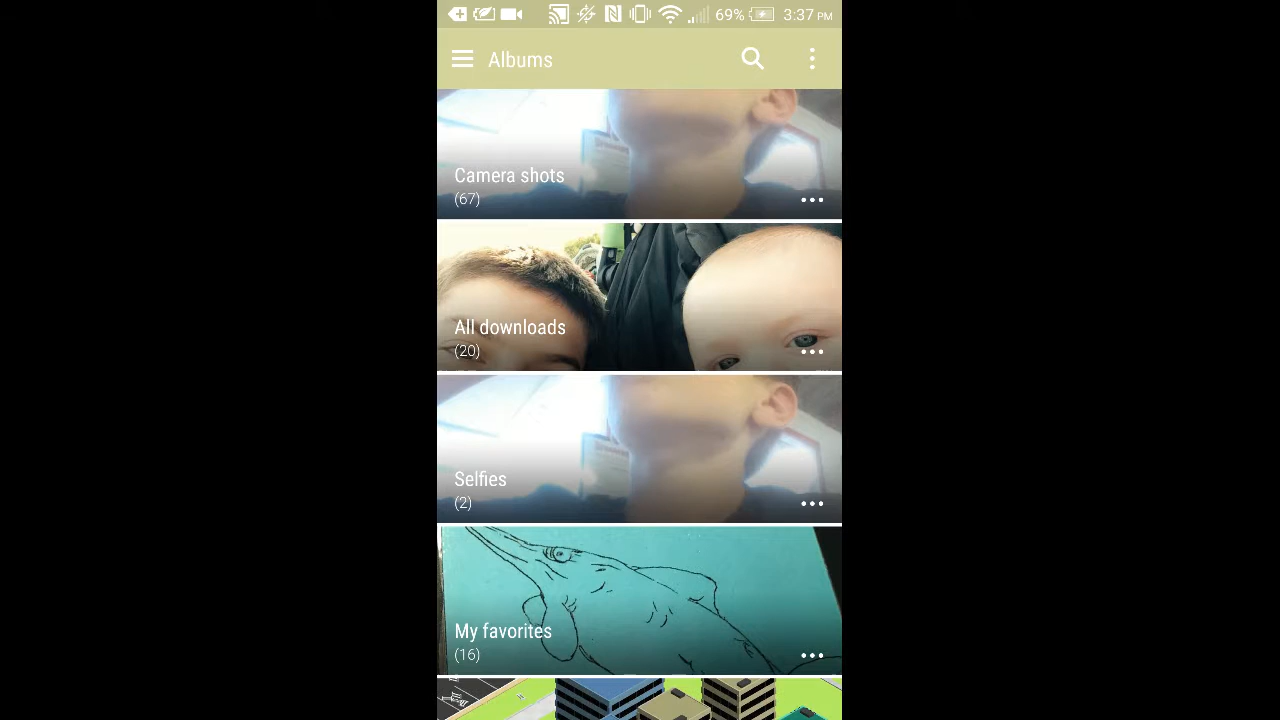 69% 3:37 PM
Albums
Camera shots
(67)
All downloads
(20)
Selfies
(2)
My favorites
(16)